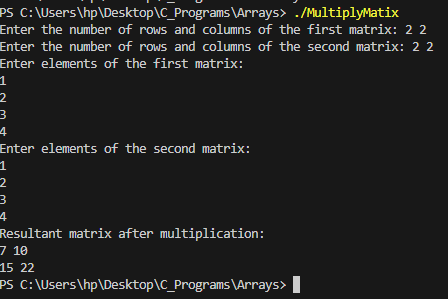 PS C:\Users\hp\Desktop\C_Programs\Arrays> ./MultiplyMatix
Enter the number of rows and columns of the first matrix: 2 2
Enter the number of rows and columns of the second matrix: 2 2
Enter elements of the first matrix:
1
2
3
4
Enter elements of the second matrix:
1
2
3
4
Resultant matrix after multiplication:
7 10
15 22
PS C:\Users\hp\Desktop\C_Programs\Arrays>